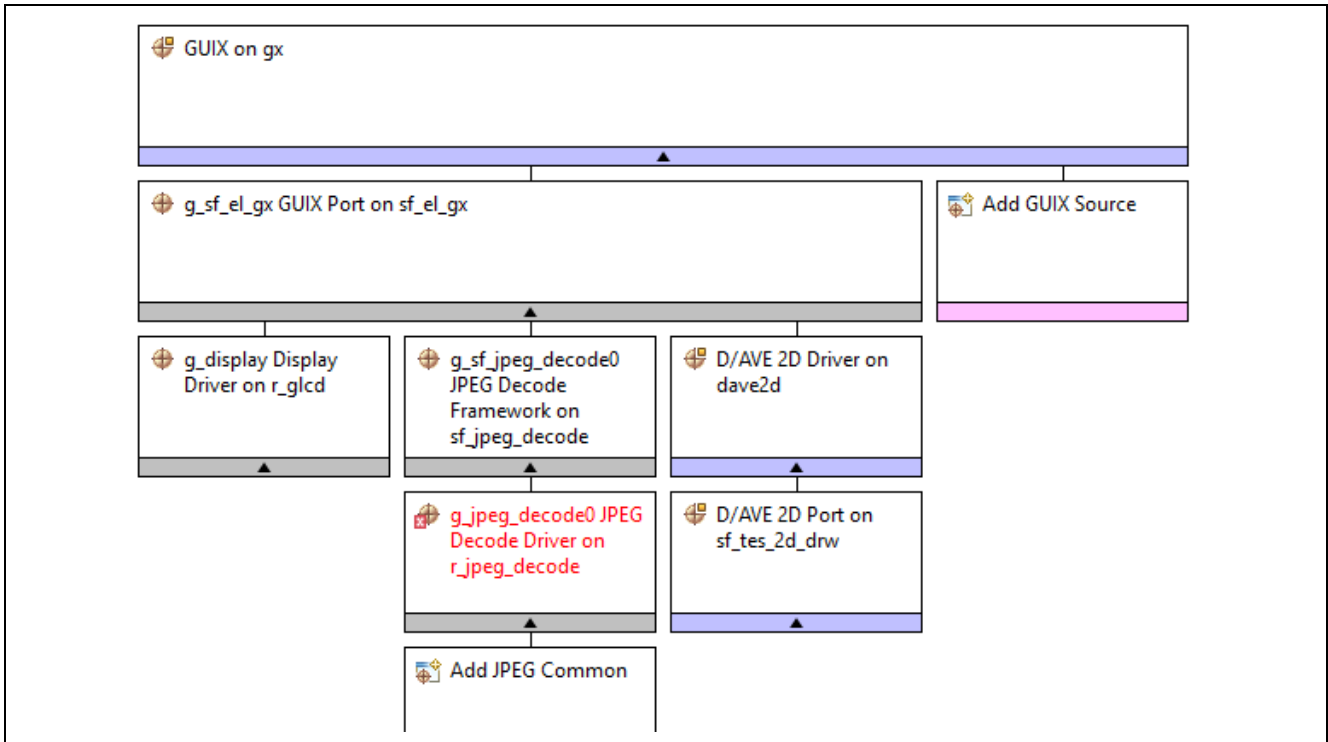 GUIX on gx
g_sf_el_gx GUIX Port on sf_el_gx
Add GUIX Source
g_display Display
Driver on r_glcd
g_sf_jpeg_decode0
JPEG Decode
Framework on
sf_jpeg_decode
D/AVE 2D Driver on
dave2d
g_jpeg_decode0 JPEG
Decode Driver on
r_jpeg_decode
D/AVE 2D Port on
sf_tes_2d_drw
Add JPEG Common